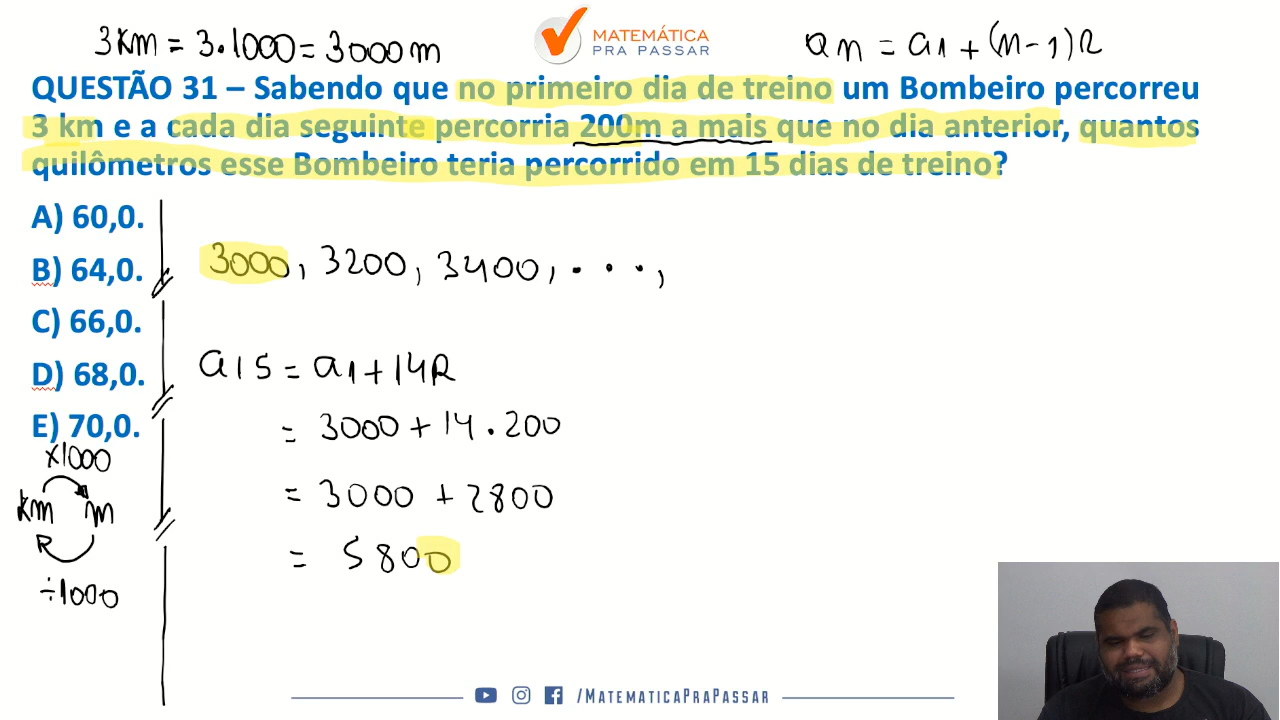 3km = 3.1000 = 3000m
MATEMÁTICA
PRA PASSAR
an = a1 + (n-1)R
QUESTÃO 31 – Sabendo que no primeiro dia de treino um Bombeiro percorreu
3 km e a cada dia seguinte percorria 200m a mais que no dia anterior, quantos
quilômetros esse Bombeiro teria percorrido em 15 dias de treino?
A) 60,0.
B) 64,0.
C) 66,0.
D) 68,0.
E) 70,0.
3000, 3200, 3400, . . . ,
a15 = a1 + 14R
= 3000 + 14.200
= 3000 + 2800
= 5800
x1000
km m
÷1000
/MATEMATICAPRAPASSAR